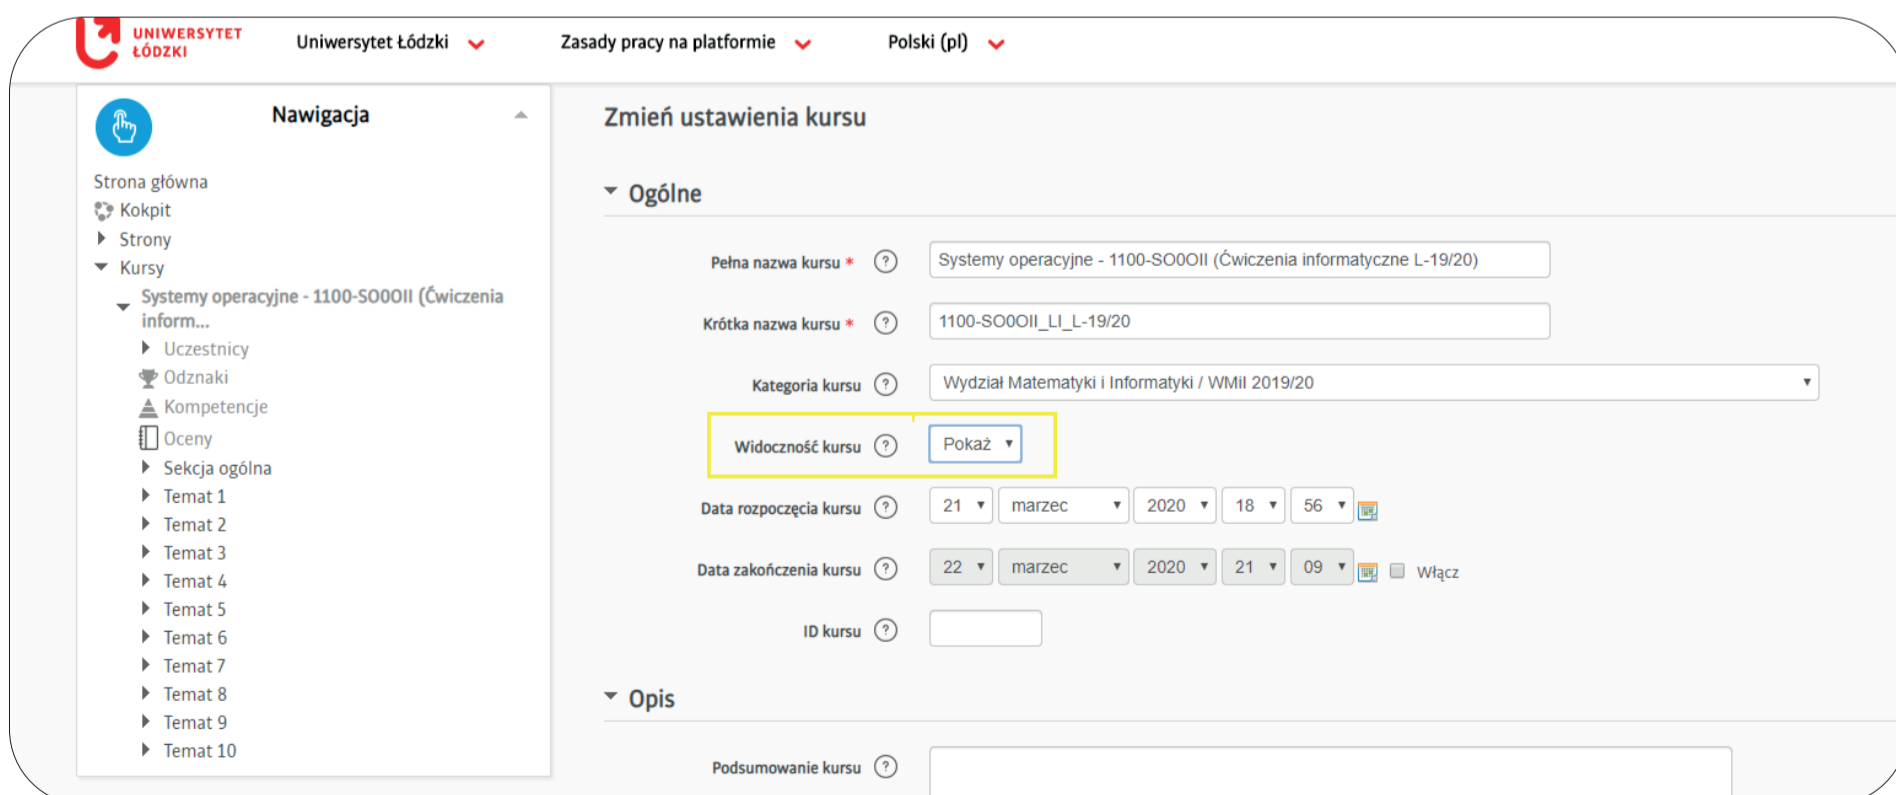 UNIWERSYTET
ŁÓDZKI
Uniwersytet Łódzki
Zasady pracy na platformie
Polski (pl)
Nawigacja
Strona główna
Kokpit
Strony
Kursy
Systemy operacyjne - 1100-SO0OII (Ćwiczenia
inform...
Uczestnicy
Odznaki
Kompetencje
Oceny
Sekcja ogólna
Temat 1
Temat 2
Temat 3
Temat 4
Temat 5
Temat 6
Temat 7
Temat 8
Temat 9
Temat 10
Zmień ustawienia kursu
Ogólne
Pełna nazwa kursu * ? Systemy operacyjne - 1100-SO0OII (Ćwiczenia informatyczne L-19/20)
Krótka nazwa kursu * ? 1100-SO0OII_LI_L-19/20
Kategoria kursu ? Wydział Matematyki i Informatyki / WMiI 2019/20
Widoczność kursu ? Pokaż
Data rozpoczęcia kursu ? 21 marzec 2020 18 56
Data zakończenia kursu ? 22 marzec 2020 21 09 Włącz
ID kursu ?
Opis
Podsumowanie kursu ?